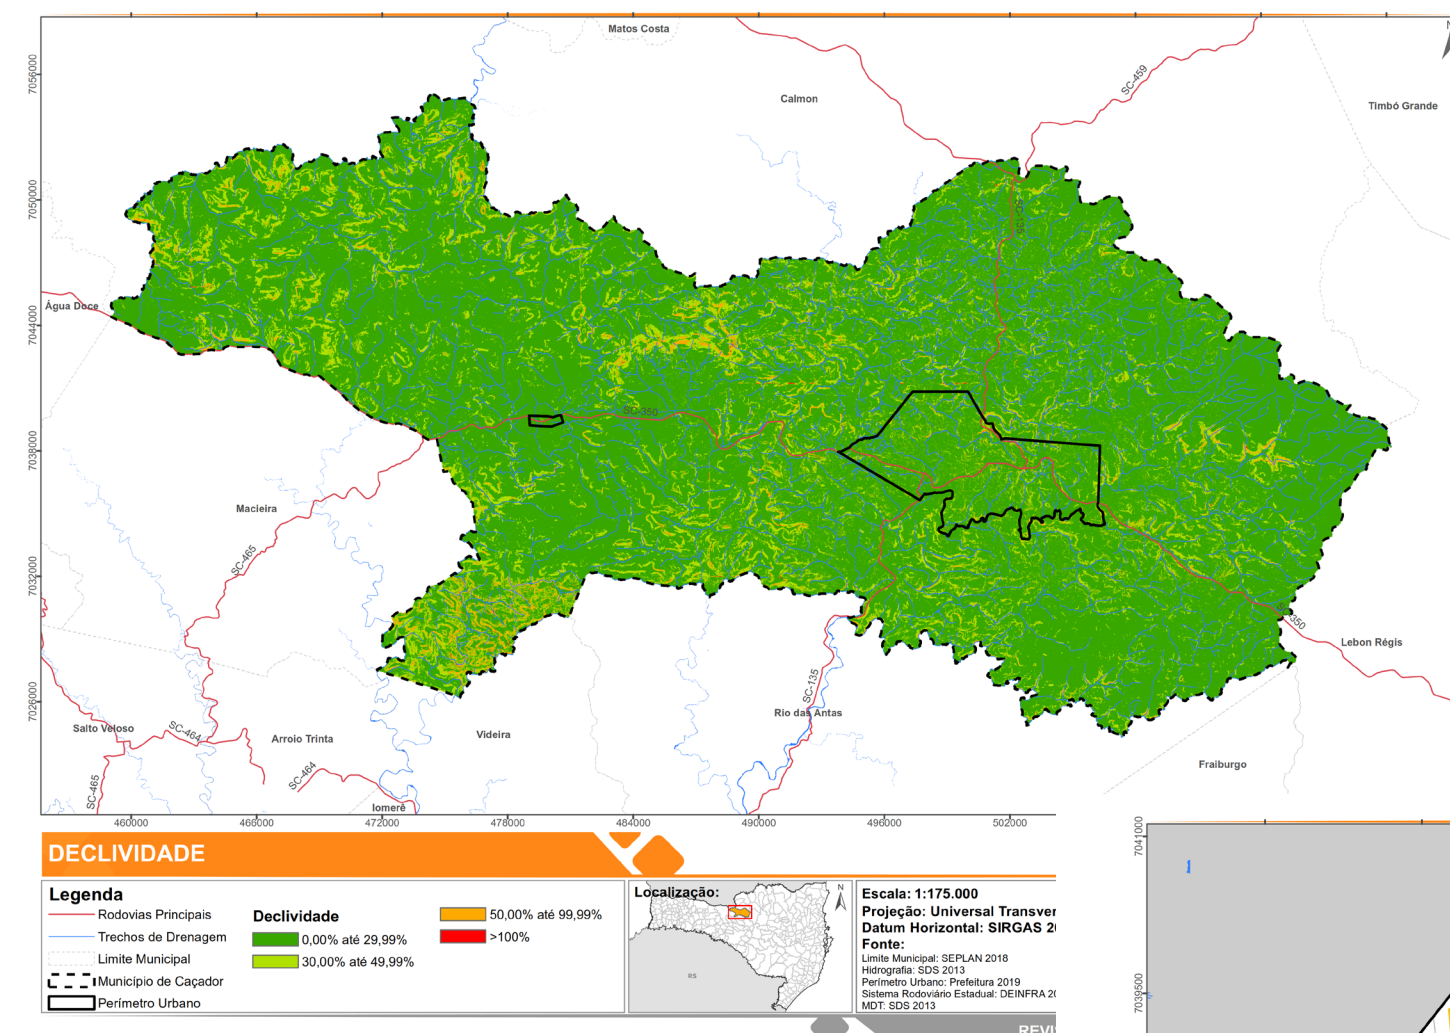 Matos Costa
SC-459
Calmon
Timbó Grande
7056000
7050000
7044000
7038000
7032000
7026000
Água Doce
SC-350
Macieira
SC-465
SC-350
Lebon Régis
SC-135
Rio das Antas
Salto Veloso
SC-464
Arroio Trinta
Videira
SC-464
SC-465
Iomerê
Fraiburgo
460000
466000
472000
478000
484000
490000
496000
502000
DECLIVIDADE
Legenda
Rodovias Principais
Trechos de Drenagem
Limite Municipal
Município de Caçador
Perímetro Urbano
Declividade
0,00% até 29,99%
30,00% até 49,99%
50,00% até 99,99%
>100%
Localização:
N
RS
Escala: 1:175.000
Projeção: Universal Transver
Datum Horizontal: SIRGAS 20
Fonte:
Limite Municipal: SEPLAN 2018
Hidrografia: SDS 2013
Perímetro Urbano: Prefeitura 2019
Sistema Rodoviário Estadual: DEINFRA 20
MDT: SDS 2013
REVIS
7041000
7039500